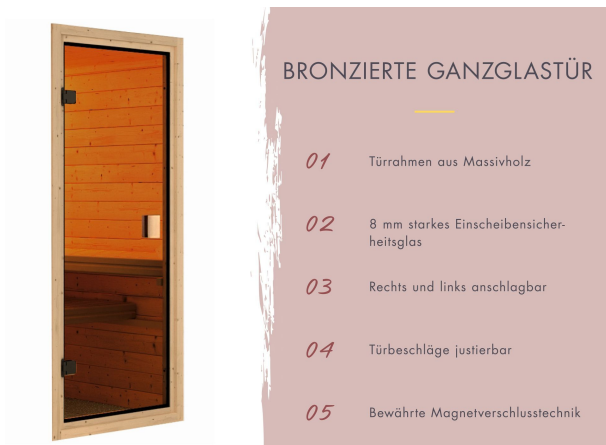 BRONZIERTE GANZGLASTÜR
01 Türrahmen aus Massivholz
02 8 mm starkes Einscheibensicher-
heitsglas
03 Rechts und links anschlagbar
04 Türbeschläge justierbar
05 Bewährte Magnetverschlusstechnik